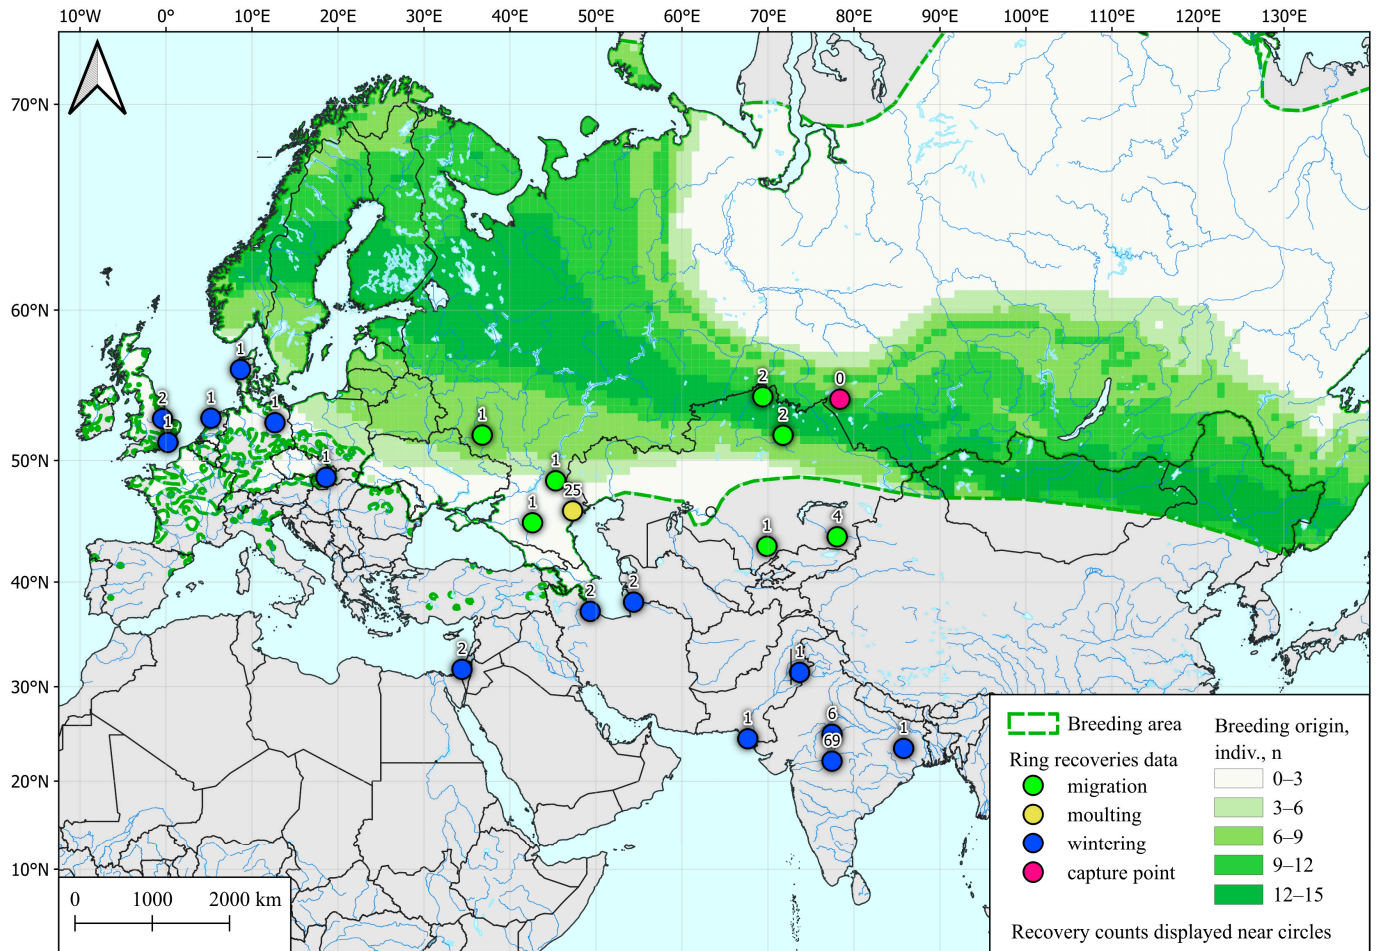 10°W 0° 10°E 20°E 30°E 40°E 50°E 60°E 70°E 80°E 90°E 100°E 110°E 120°E 130°E
70°N
60°N
1
2
0
2
1
1
1
2
1
1
2
50°N
1
1
25
1
1
4
40°N
2
2
2
1
30°N
1
6
1
69
20°N
10°N
Breeding area
Ring recoveries data
migration
moulting
wintering
capture point
Breeding origin,
indiv., n
0–3
3–6
6–9
9–12
12–15
Recovery counts displayed near circles
0 1000 2000 km